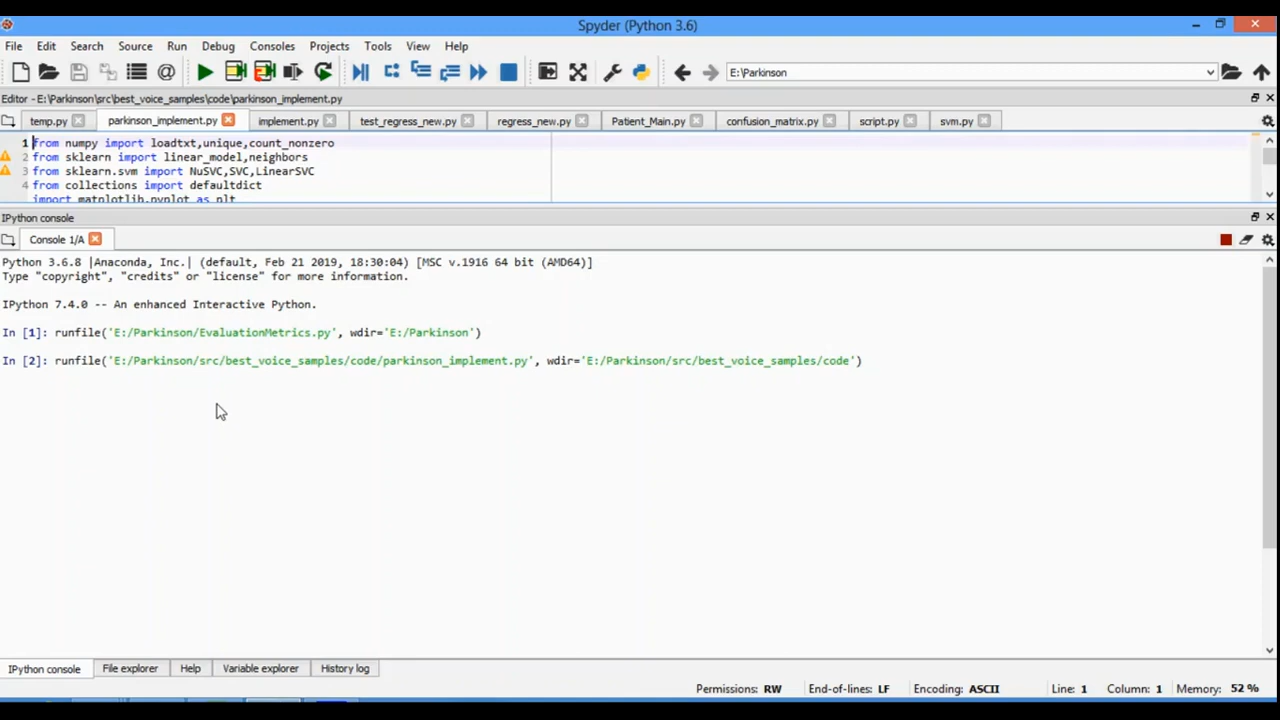 Spyder (Python 3.6)
File Edit Search Source Run Debug Consoles Projects Tools View Help
E:\Parkinson
Editor - E:\Parkinson\src\best_voice_samples\code\parkinson_implement.py
temp.py parkinson_implement.py implement.py test_regress_new.py regress_new.py Patient_Main.py confusion_matrix.py script.py svm.py
1 from numpy import loadtxt,unique,count_nonzero
2 from sklearn import linear_model,neighbors
3 from sklearn.svm import NuSVC,SVC,LinearSVC
4 from collections import defaultdict
import matplotlib.pyplot as plt
IPython console
Console 1/A
Python 3.6.8 |Anaconda, Inc.| (default, Feb 21 2019, 18:30:04) [MSC v.1916 64 bit (AMD64)]
Type "copyright", "credits" or "license" for more information.
IPython 7.4.0 -- An enhanced Interactive Python.
In [1]: runfile('E:/Parkinson/EvaluationMetrics.py', wdir='E:/Parkinson')
In [2]: runfile('E:/Parkinson/src/best_voice_samples/code/parkinson_implement.py', wdir='E:/Parkinson/src/best_voice_samples/code')
IPython console File explorer Help Variable explorer History log
Permissions: RW End-of-lines: LF Encoding: ASCII Line: 1 Column: 1 Memory: 52 %